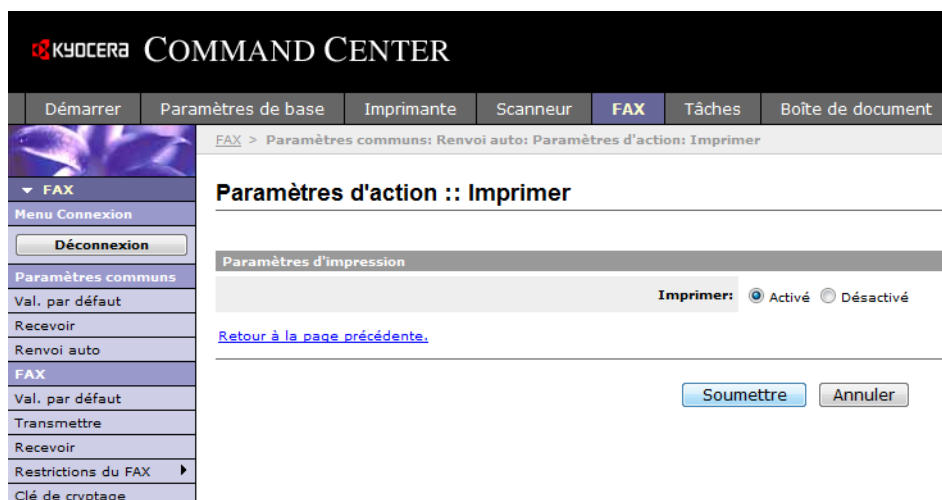 KYOCERA COMMAND CENTER
Démarrer Paramètres de base Imprimante Scanneur FAX Tâches Boîte de document
FAX > Paramètres communs: Renvoi auto: Paramètres d'action: Imprimer
FAX
Menu Connexion
Déconnexion
Paramètres communs
Val. par défaut
Recevoir
Renvoi auto
FAX
Val. par défaut
Transmettre
Recevoir
Restrictions du FAX
Clé de cryptage
Paramètres d'action :: Imprimer
Paramètres d'impression
Imprimer: Activé Désactivé
Retour à la page précédente.
Soumettre Annuler